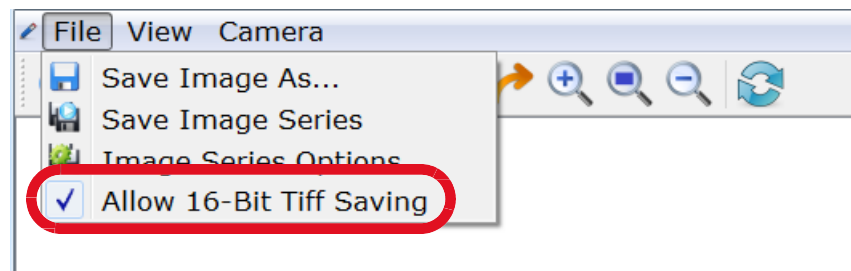 File View Camera
Save Image As...
Save Image Series
Image Series Options
Allow 16-Bit Tiff Saving